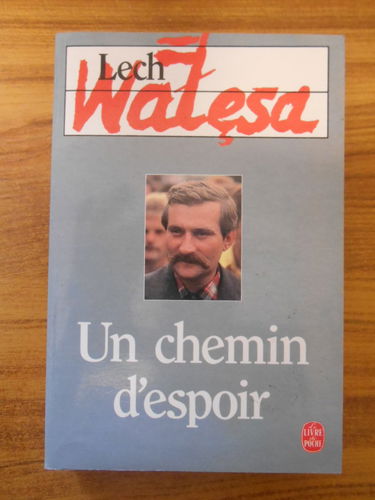 Lech
Wałęsa
Un chemin
d'espoir
Le
LIVRE
de
POCHE